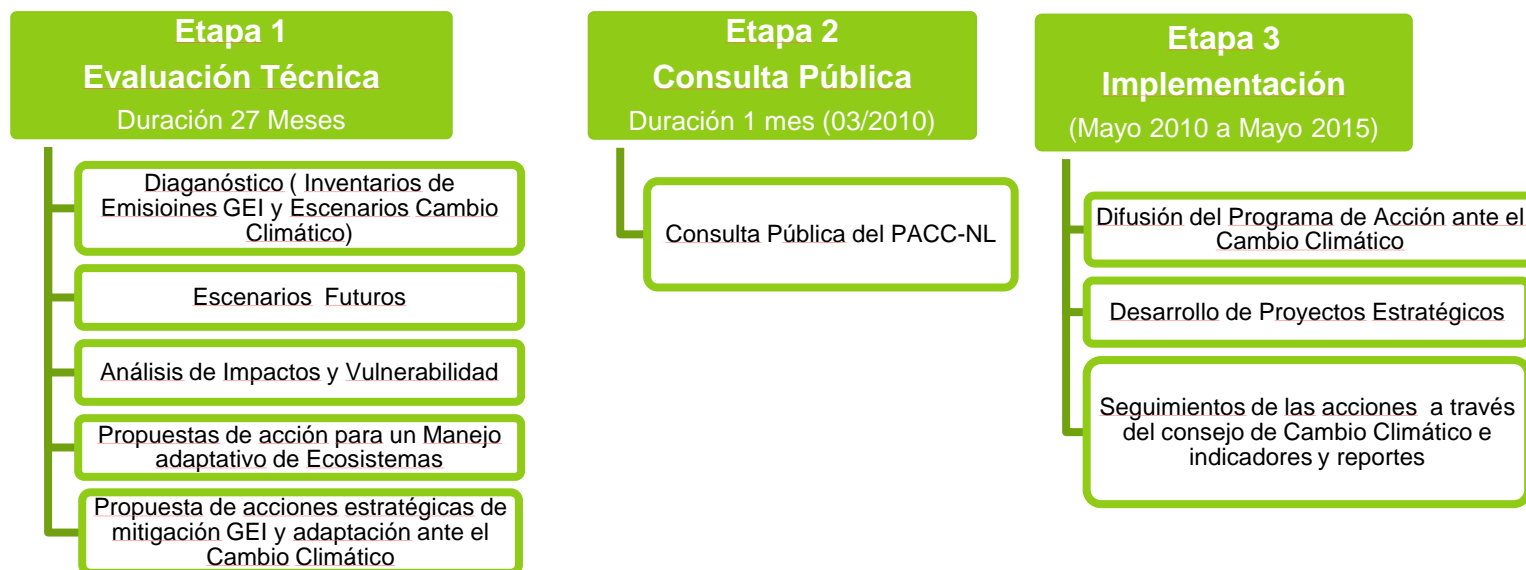 Etapa 1
Evaluación Técnica
Duración 27 Meses
Diaganóstico ( Inventarios de
Emisioines GEI y Escenarios Cambio
Climático)
Escenarios Futuros
Análisis de Impactos y Vulnerabilidad
Propuestas de acción para un Manejo
adaptativo de Ecosistemas
Propuesta de acciones estratégicas de
mitigación GEI y adaptación ante el
Cambio Climático
Etapa 2
Consulta Pública
Duración 1 mes (03/2010)
Consulta Pública del PACC-NL
Etapa 3
Implementación
(Mayo 2010 a Mayo 2015)
Difusión del Programa de Acción ante el
Cambio Climático
Desarrollo de Proyectos Estratégicos
Seguimientos de las acciones a través
del consejo de Cambio Climático e
indicadores y reportes